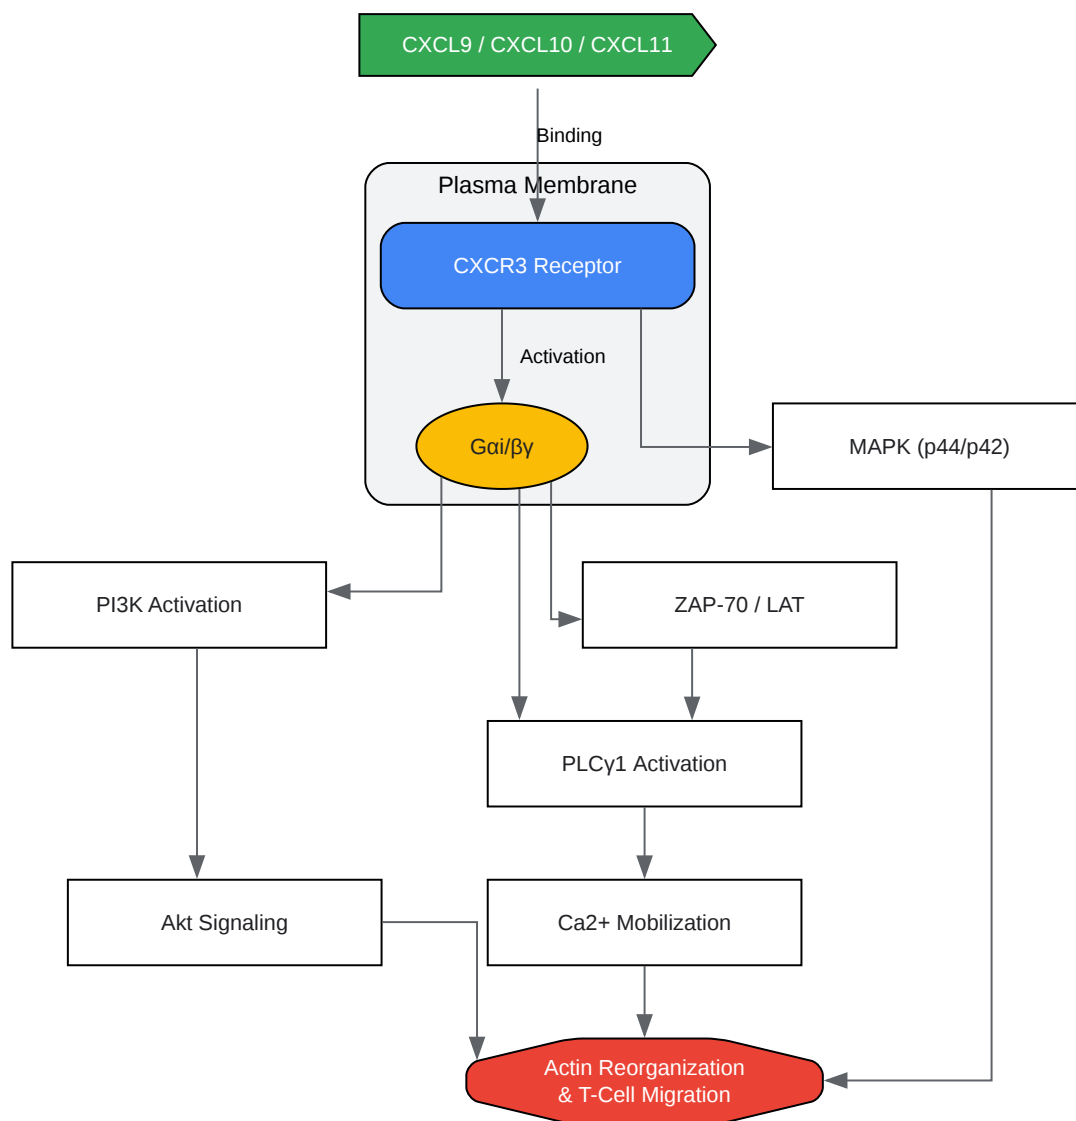 CXCL9 / CXCL10 / CXCL11
Binding
Plasma Membrane
CXCR3 Receptor
Activation
Gαi/βγ
MAPK (p44/p42)
PI3K Activation
ZAP-70 / LAT
PLCγ1 Activation
Akt Signaling
Ca2+ Mobilization
Actin Reorganization
& T-Cell Migration